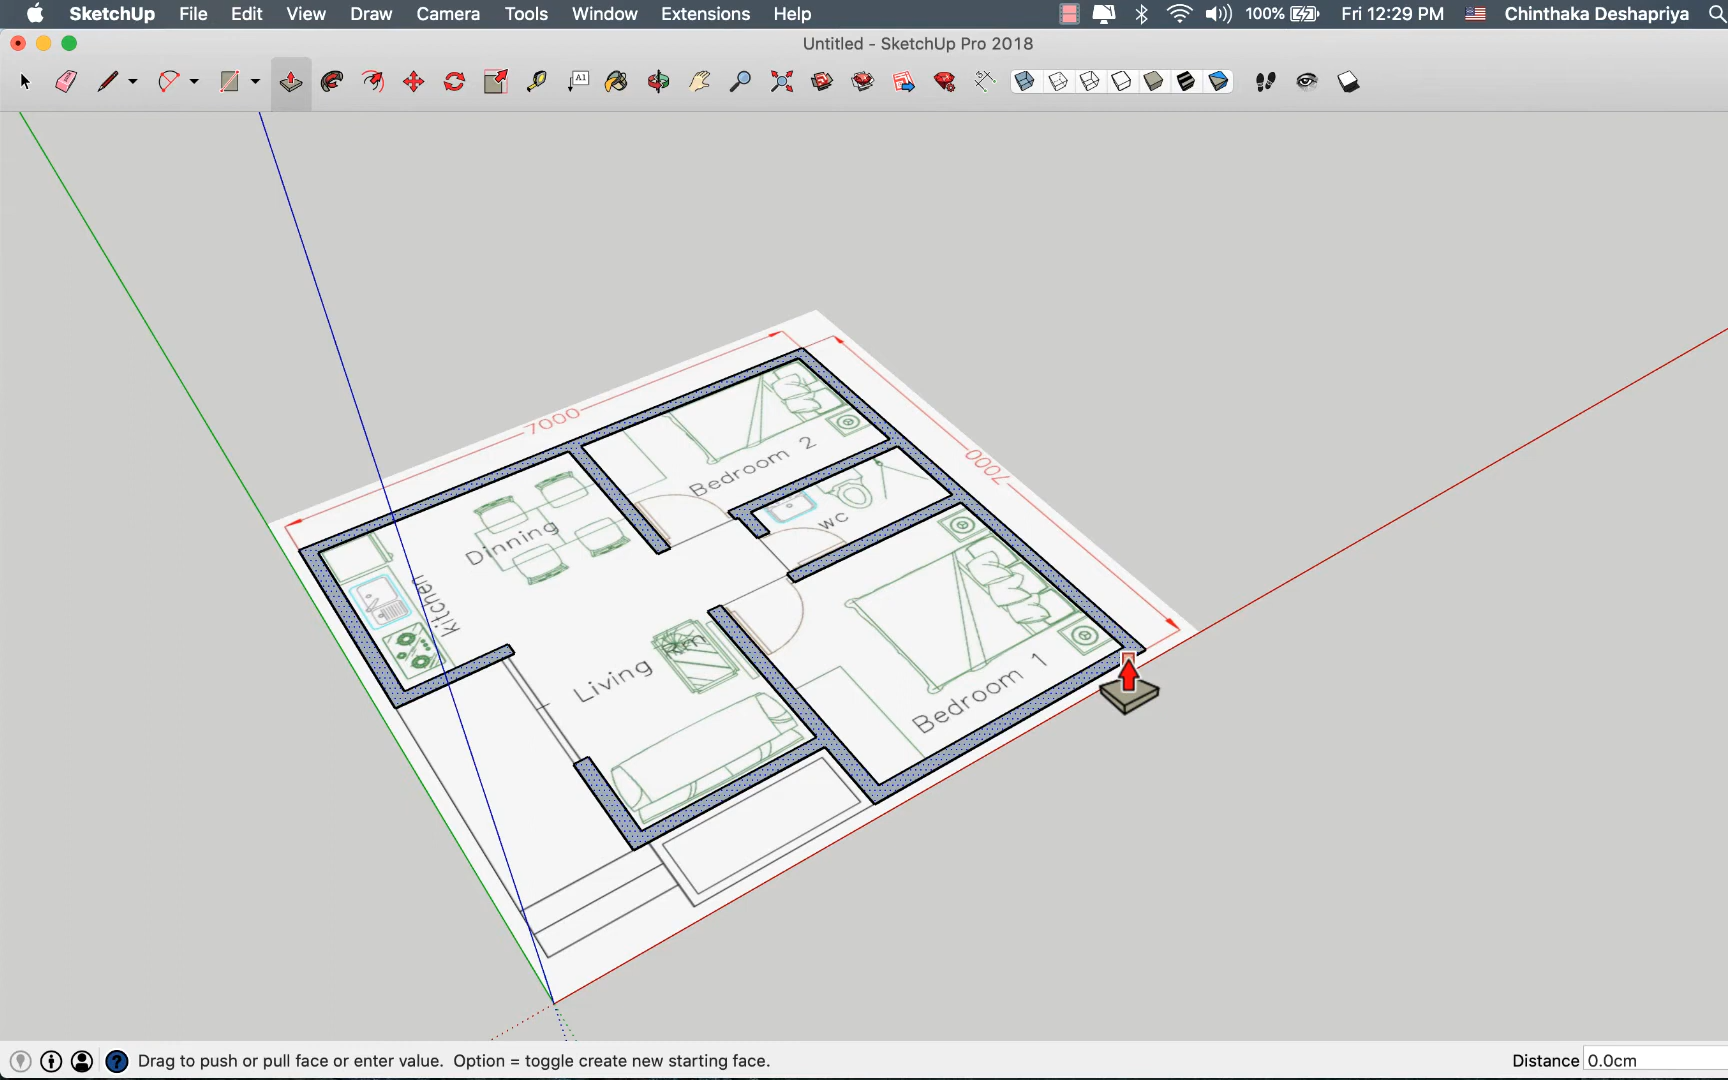 SketchUp File Edit View Draw Camera Tools Window Extensions Help 100% Fri 12:29 PM Chinthaka Deshapriya
Untitled - SketchUp Pro 2018
A1
7000
7000
Bedroom 2
Dinning
wc
kitchen
Living Rm
Bedroom 1
Drag to push or pull face or enter value. Option = toggle create new starting face.
Distance 0.0cm